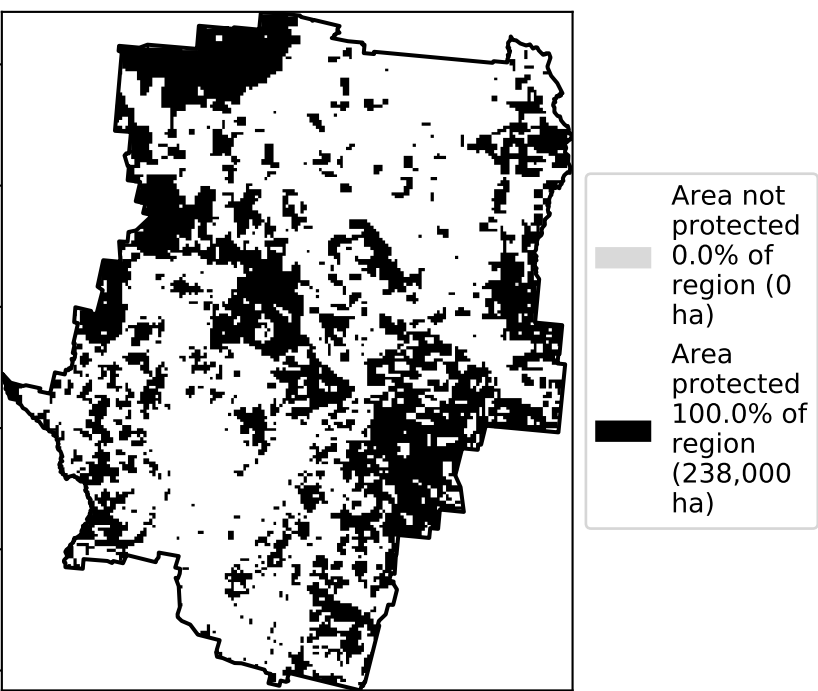 Area not
protected
0.0% of
region (0
ha)
Area
protected
100.0% of
region
(238,000
ha)